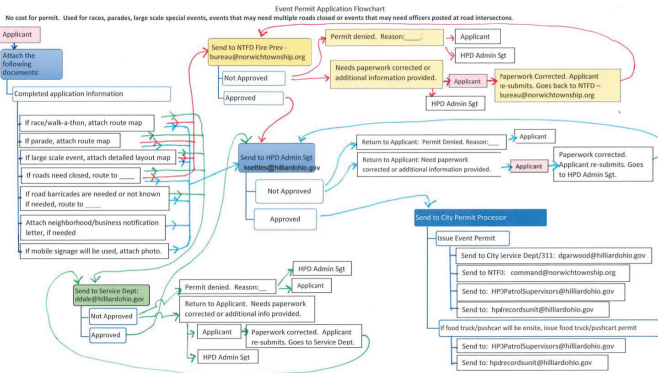 Event Permit Application Flowchart
No cost for permit. Used for races, parades, large scale special events, events that may need multiple roads closed or events that may need officers posted at road intersections.
Applicant
Attach the
following
documents:
Completed application information
If race/walk-a-thon, attach route map
If parade, attach route map
If large scale event, attach detailed layout map
If roads need closed, route to ____
If road barricades are needed or not known
if needed, route to ____
Attach neighborhood/business notification
letter, if needed
If mobile signage will be used, attach photo.
Send to NTFD Fire Prev -
bureau@norwichtownship.org
Not Approved
Approved
Permit denied. Reason:____:
Applicant
HPD Admin Sgt
Needs paperwork corrected or
additional information provided.
Applicant
HPD Admin Sgt
Paperwork Corrected. Applicant
re-submits. Goes back to NTFD –
bureau@norwichtownship.org
Send to HPD Admin Sgt
ksettles@hilliardohio.gov
Not Approved
Approved
Return to Applicant: Permit Denied. Reason:___
Applicant
Return to Applicant: Need paperwork
corrected or additional information provided.
Applicant
Paperwork corrected.
Applicant re-submits. Goes
to HPD Admin Sgt.
Send to City Permit Processor
Issue Event Permit
Send to City Service Dept/311: dgarwood@hilliardohio.gov
Send to NTFD: command@norwichtownship.org
Send to: HPDPatrolSupervisors@hilliardohio.gov
Send to: hpdrecordsunit@hilliardohio.gov
If food truck/pushcart will be onsite, issue food truck/pushcart permit
Send to: HPDPatrolSupervisors@hilliardohio.gov
Send to: hpdrecordsunit@hilliardohio.gov
Send to Service Dept:
ddale@hilliardohio.gov
Not Approved
Approved
Permit denied. Reason:__
HPD Admin Sgt
Applicant
Return to Applicant. Needs paperwork
corrected or additional info provided.
Applicant
Paperwork corrected. Applicant
re-submits. Goes to Service Dept.
HPD Admin Sgt